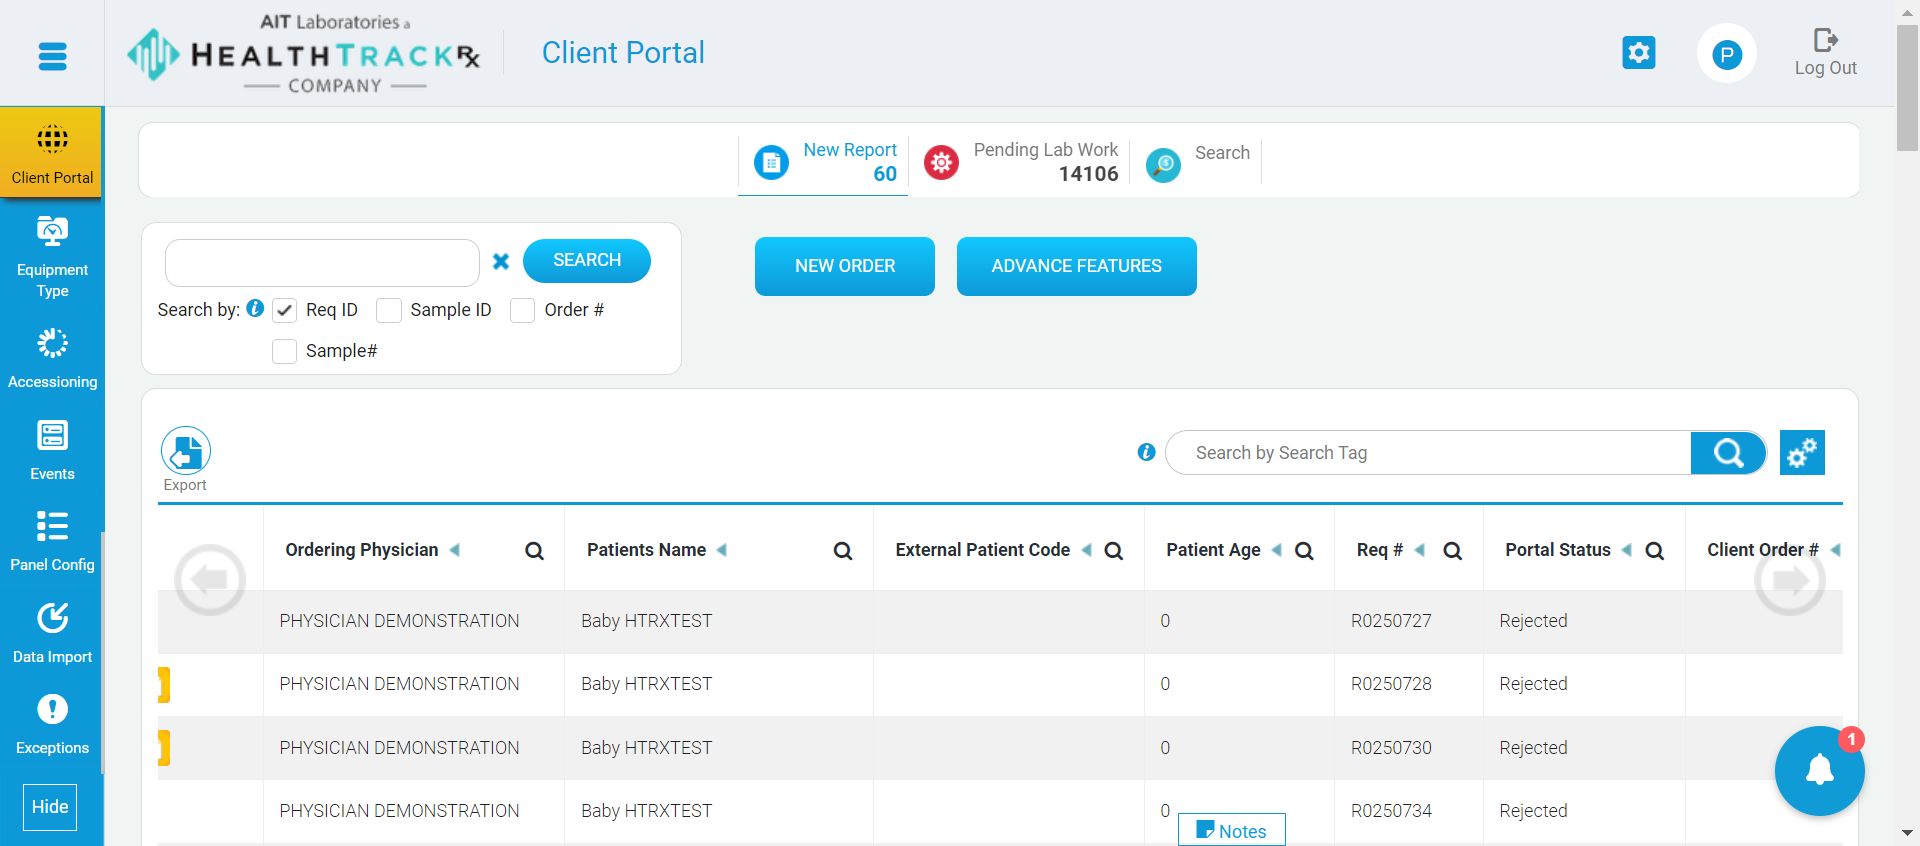 AIT Laboratories a
HEALTHTRACKRx
COMPANY
Client Portal
P
Log Out
Client Portal
Equipment
Type
Accessioning
Events
Panel Config
Data Import
Exceptions
Hide
New Report
60
Pending Lab Work
14106
Search
SEARCH
Search by: i Req ID Sample ID Order #
Sample#
NEW ORDER
ADVANCE FEATURES
Export
i Search by Search Tag
Ordering Physician Patients Name External Patient Code Patient Age Req # Portal Status Client Order #
PHYSICIAN DEMONSTRATION Baby HTRXTEST 0 R0250727 Rejected
PHYSICIAN DEMONSTRATION Baby HTRXTEST 0 R0250728 Rejected
PHYSICIAN DEMONSTRATION Baby HTRXTEST 0 R0250730 Rejected
PHYSICIAN DEMONSTRATION Baby HTRXTEST 0 R0250734 Rejected
1
Notes